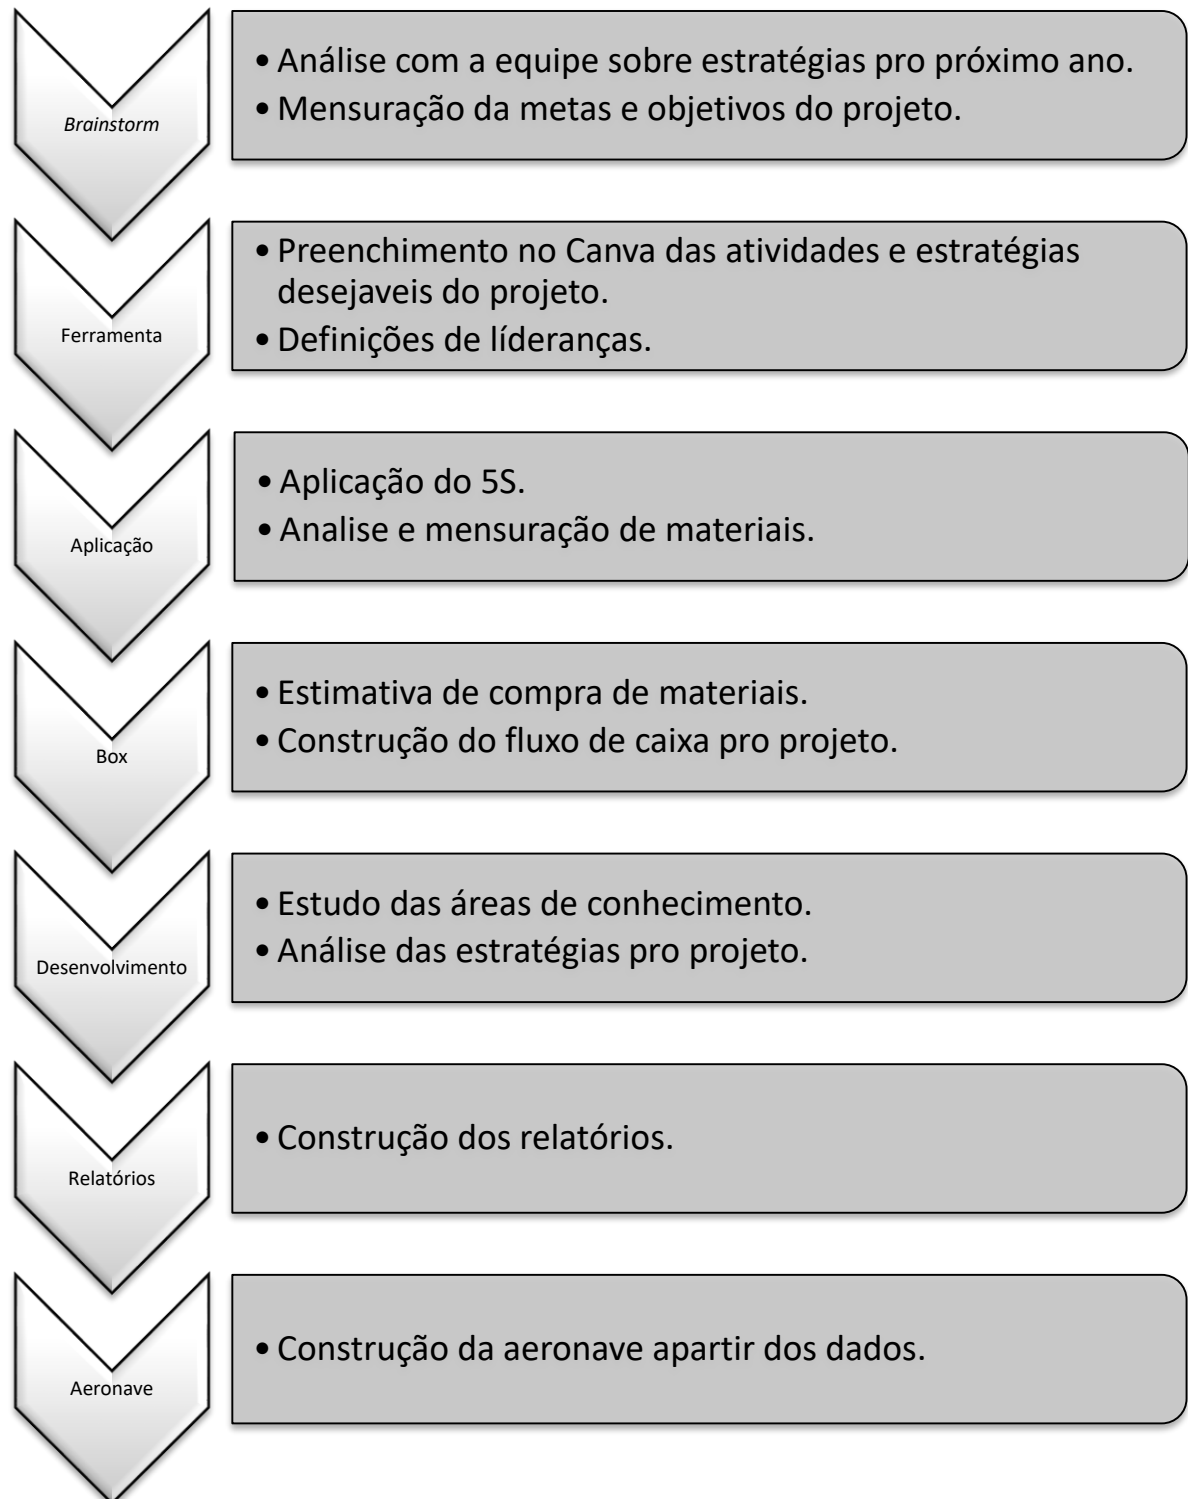 Brainstorm
• Análise com a equipe sobre estratégias pro próximo ano.
• Mensuração da metas e objetivos do projeto.
Ferramenta
• Preenchimento no Canva das atividades e estratégias
desejaveis do projeto.
• Definições de líderanças.
Aplicação
• Aplicação do 5S.
• Analise e mensuração de materiais.
Box
• Estimativa de compra de materiais.
• Construção do fluxo de caixa pro projeto.
Desenvolvimento
• Estudo das áreas de conhecimento.
• Análise das estratégias pro projeto.
Relatórios
• Construção dos relatórios.
Aeronave
• Construção da aeronave apartir dos dados.